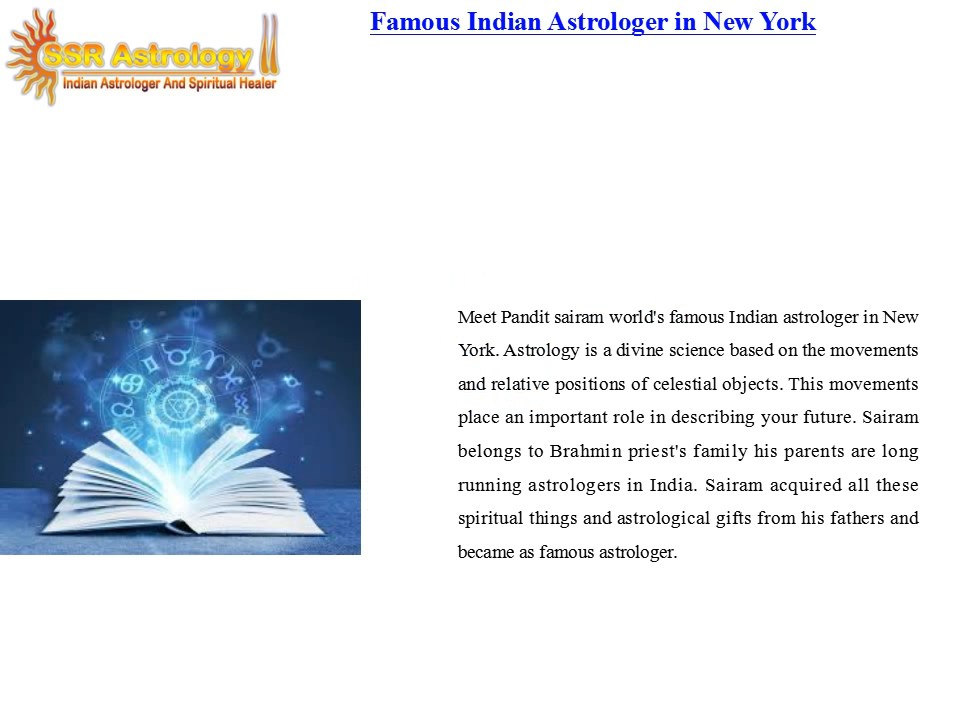 SSR Astrology
Indian Astrologer And Spiritual Healer
Famous Indian Astrologer in New York
Meet Pandit sairam world's famous Indian astrologer in New
York. Astrology is a divine science based on the movements
and relative positions of celestial objects. This movements
place an important role in describing your future. Sairam
belongs to Brahmin priest's family his parents are long
running astrologers in India. Sairam acquired all these
spiritual things and astrological gifts from his fathers and
became as famous astrologer.